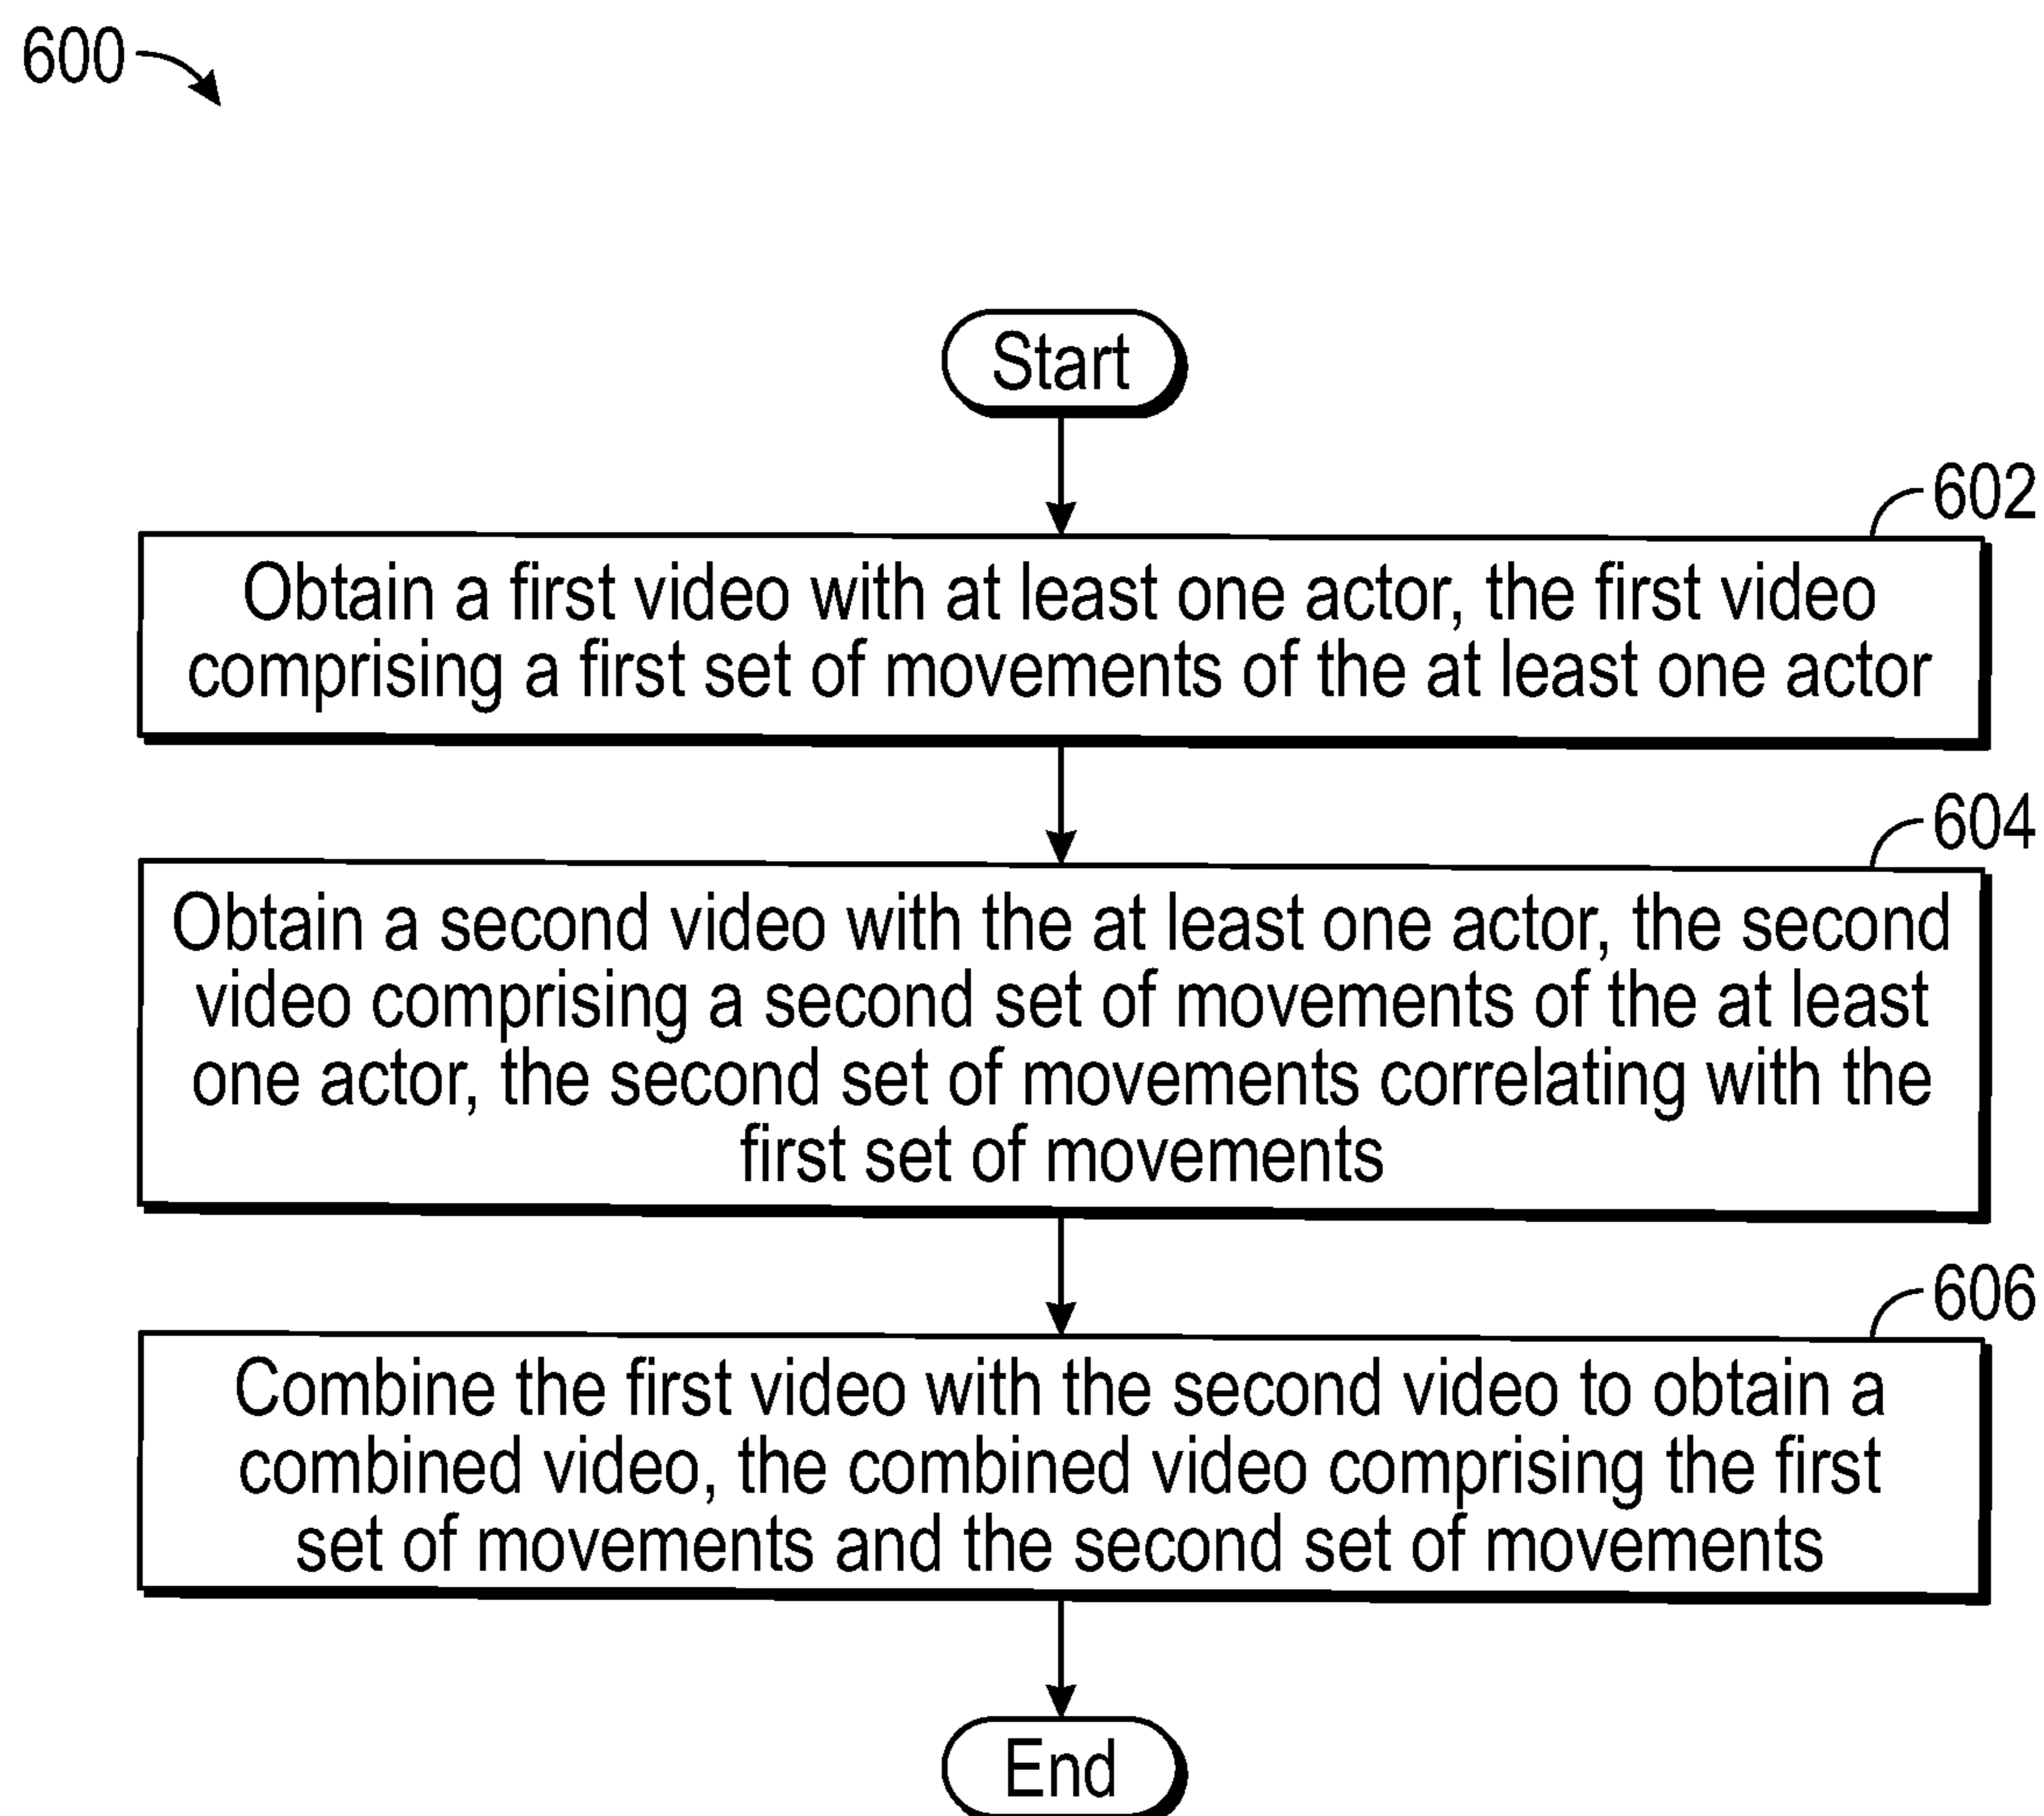 600
Start
602
Obtain a first video with at least one actor, the first video
comprising a first set of movements of the at least one actor
604
Obtain a second video with the at least one actor, the second
video comprising a second set of movements of the at least
one actor, the second set of movements correlating with the
first set of movements
606
Combine the first video with the second video to obtain a
combined video, the combined video comprising the first
set of movements and the second set of movements
End